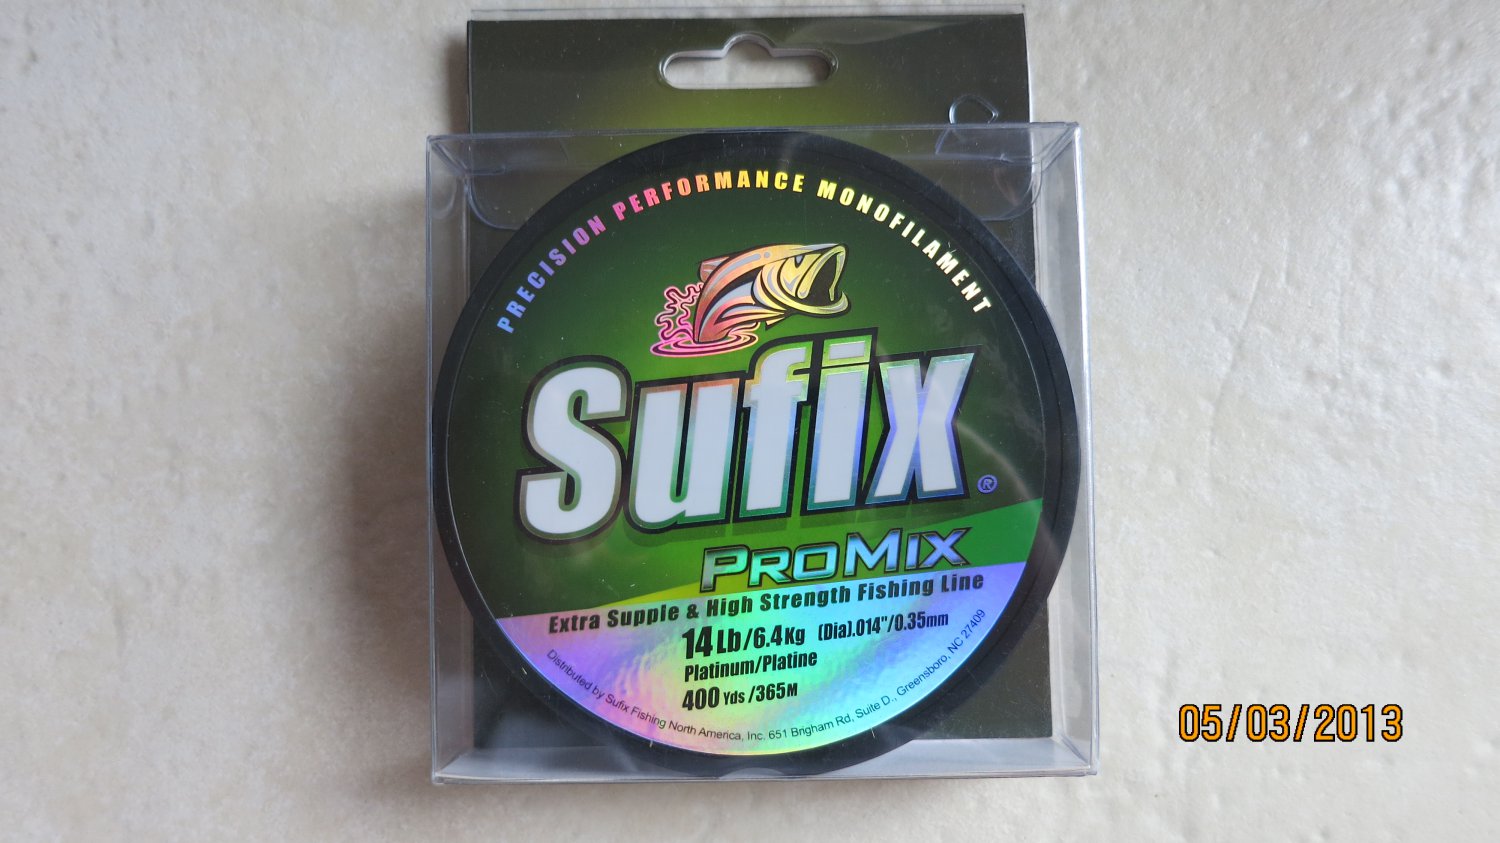 PRECISION PERFORMANCE MONOFILAMENT
Sufix®
PROMIX
Extra Supple & High Strength Fishing Line
14Lb/6.4Kg (Dia).014"/0.35mm
Platinum/Platine
400 Yds/365M
Distributed by Sufix Fishing North America, Inc. 651 Brigham Rd, Suite D., Greensboro, NC 27409
05/03/2013